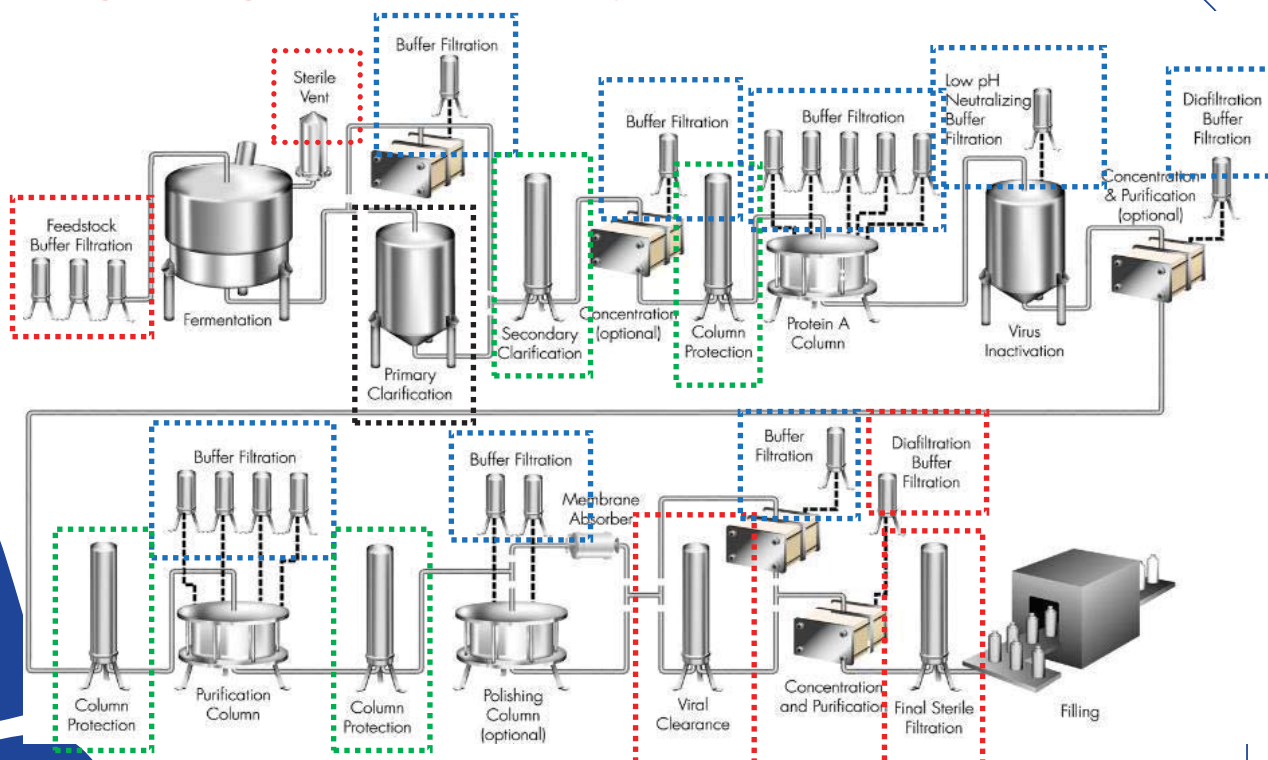 Buffer Filtration
Sterile
Vent
Low pH
Neutralizing
Buffer
Filtration
Diafiltration
Buffer
Filtration
Buffer Filtration
Buffer Filtration
Concentration
& Purification
(optional)
Feedstock
Buffer Filtration
Fermentation
Primary
Clarification
Secondary
Clarification
Concentration
(optional)
Column
Protection
Protein A
Column
Virus
Inactivation
Buffer Filtration
Buffer Filtration
Membrane
Absorber
Buffer
Filtration
Diafiltration
Buffer
Filtration
Column
Protection
Purification
Column
Column
Protection
Polishing
Column
(optional)
Viral
Clearance
Concentration
and Purification
Final Sterile
Filtration
Filling